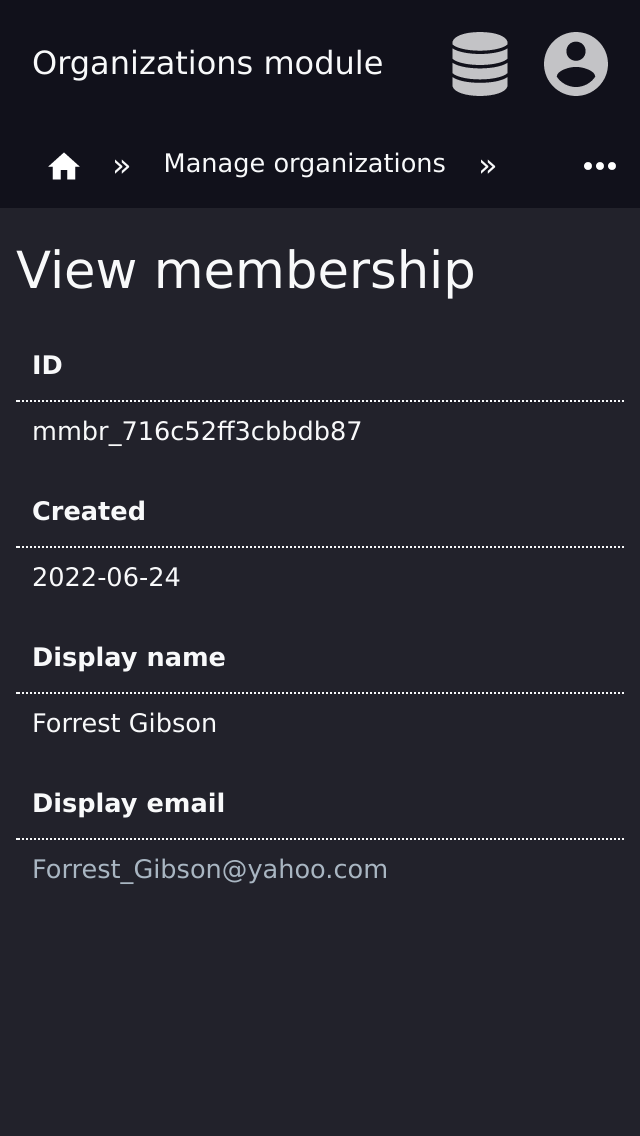 Organizations module
» Manage organizations »
View membership
ID
mmbr_716c52ff3cbbdb87
Created
2022-06-24
Display name
Forrest Gibson
Display email
Forrest_Gibson@yahoo.com